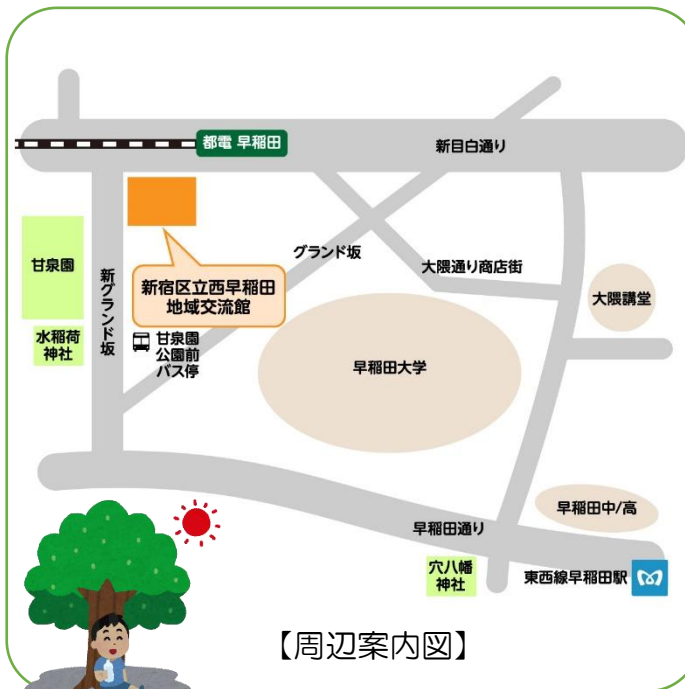 都電 早稲田
新目白通り
甘泉園
新グランド坂
グランド坂
大隈通り商店街
大隈講堂
新宿区立西早稲田
地域交流館
水稲荷
神社
甘泉園
公園前
バス停
早稲田大学
早稲田中/高
早稲田通り
穴八幡
神社
東西線早稲田駅
【周辺案内図】